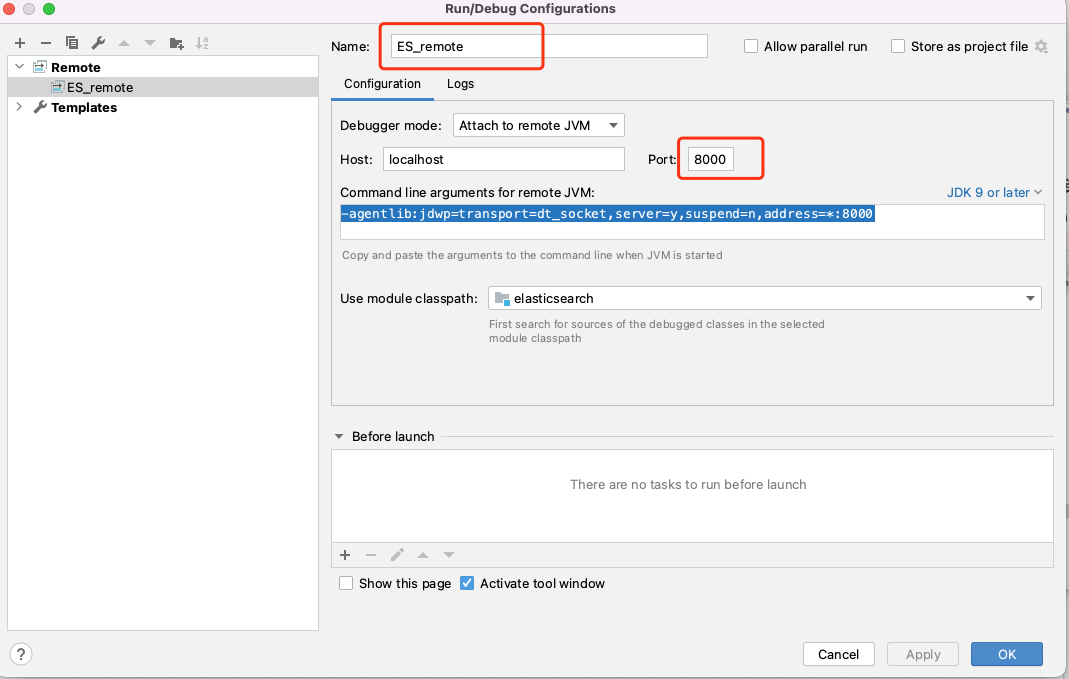 Run/Debug Configurations
Remote
ES_remote
Templates
Name: ES_remote
Allow parallel run
Store as project file
Configuration
Logs
Debugger mode: Attach to remote JVM
Host: localhost
Port: 8000
Command line arguments for remote JVM:
JDK 9 or later
-agentlib:jdwp=transport=dt_socket,server=y,suspend=n,address=*:8000
Copy and paste the arguments to the command line when JVM is started
Use module classpath: elasticsearch
First search for sources of the debugged classes in the selected
module classpath
Before launch
There are no tasks to run before launch
Show this page
Activate tool window
?
Cancel
Apply
OK